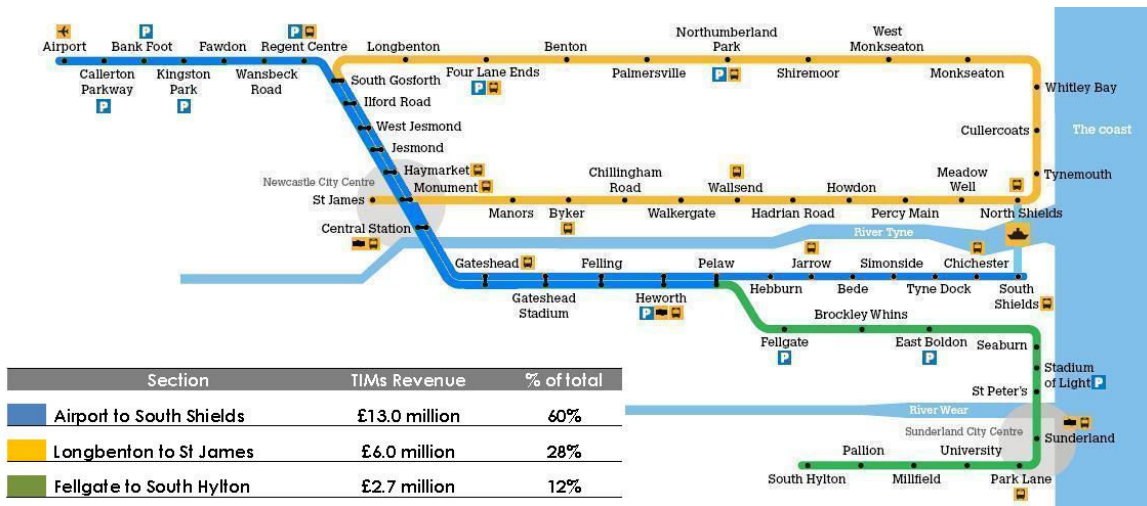 Airport
Bank Foot
Fawdon
Regent Centre
Callerton
Parkway
Kingston
Park
Wansbeck
Road
Longbenton
Benton
Northumberland
Park
West
Monkseaton
South Gosforth
Four Lane Ends
Palmersville
Shiremoor
Monkseaton
Ilford Road
West Jesmond
Jesmond
Haymarket
Whitley Bay
Cullercoats
The coast
Tynemouth
Newcastle City Centre
Monument
St James
Chillingham
Road
Wallsend
Howdon
Meadow
Well
Manors
Byker
Walkergate
Hadrian Road
Percy Main
North Shields
Central Station
River Tyne
Gateshead
Felling
Pelaw
Jarrow
Simonside
Chichester
Gateshead
Stadium
Heworth
Hebburn
Bede
Tyne Dock
South
Shields
Brockley Whins
Fellgate
East Boldon
Seaburn
Stadium
of Light
St Peter's
River Wear
Sunderland City Centre
Sunderland
Pallion
University
South Hylton
Millfield
Park Lane
P
P
P
P
P
P
P
P
P
P
Section TIMs Revenue % of total
Airport to South Shields £13.0 million 60%
Longbenton to St James £6.0 million 28%
Fellgate to South Hylton £2.7 million 12%